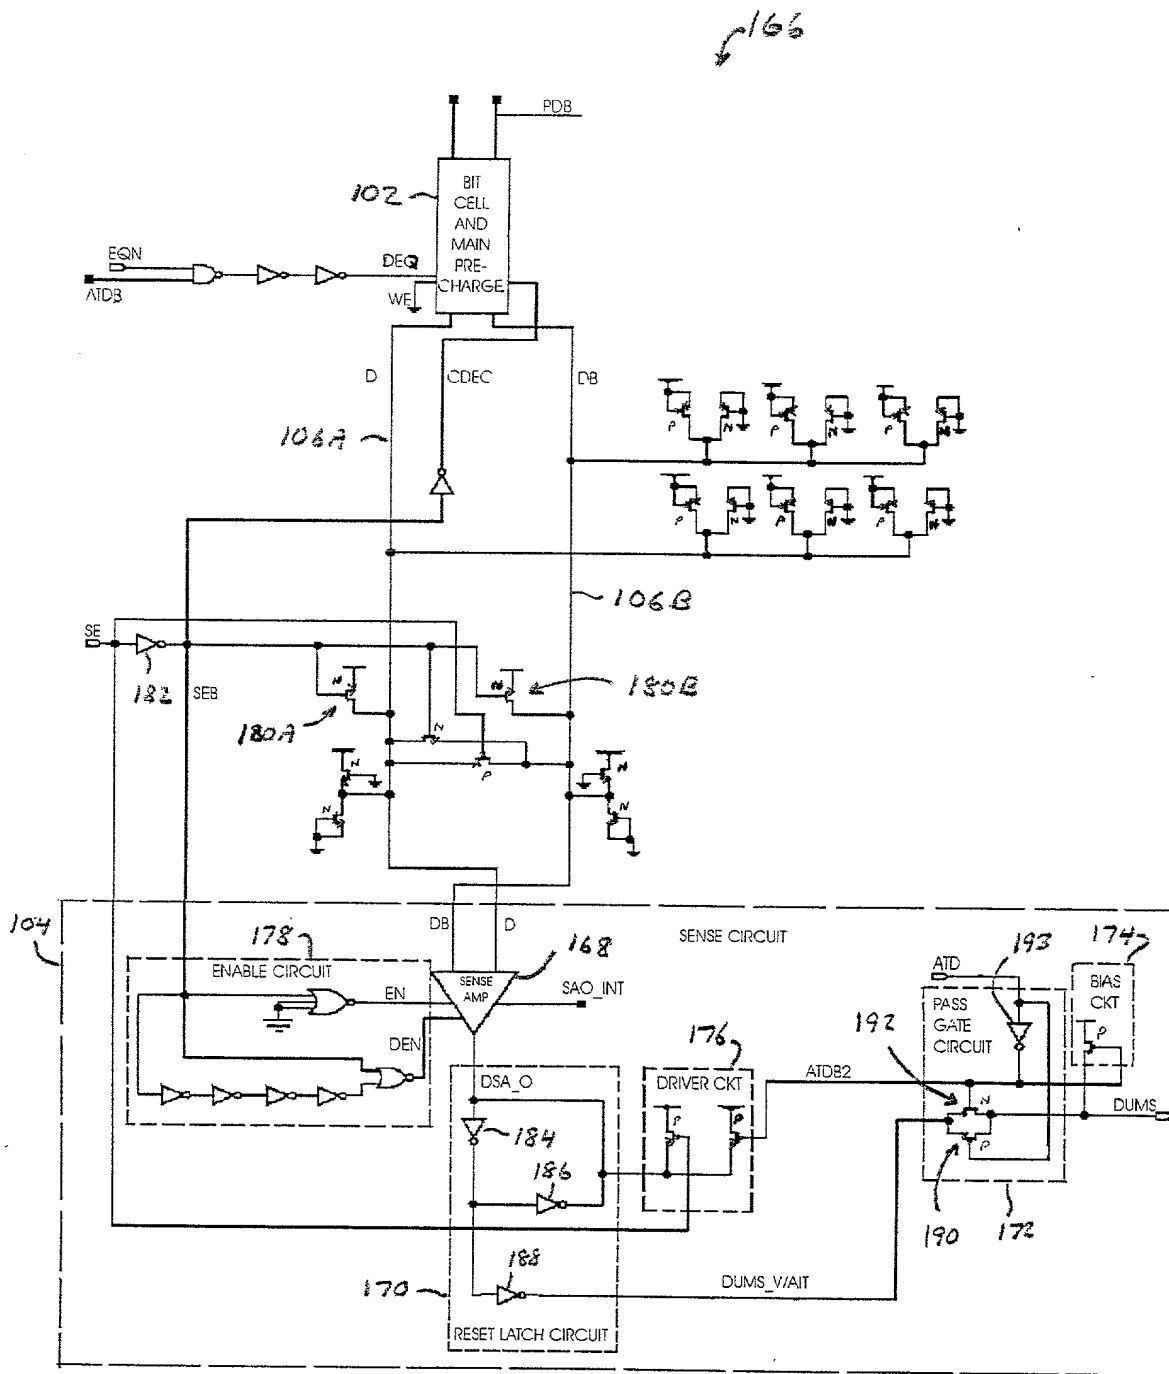 166
PDB
102
BIT
CELL
AND
MAIN
PRE-
CHARGE
EQN
DEQ
ATDB
WE
D
CDEC
DB
P
N
P
N
P
N
106A
P
N
P
N
P
N
106B
SE
182
SEB
N
180A
N
180B
N
P
N
N
N
N
104
DB
D
SENSE CIRCUIT
178
168
193
174
ENABLE CIRCUIT
SENSE
AMP
SAO_INT
ATD
BIAS
CKT
EN
PASS
GATE
CIRCUIT
P
DEN
192
176
DSA_O
DRIVER CKT
ATDB2
N
DUMS
184
P
P
P
186
190
172
188
170
DUMS_V/AIT
RESET LATCH CIRCUIT